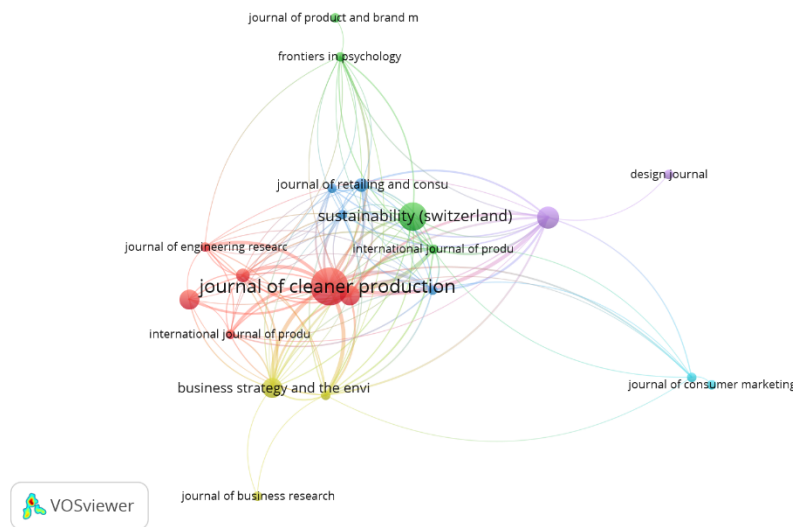 journal of product and brand m
frontiers in psychology
design journal
journal of retailing and consu
sustainability (switzerland)
journal of engineering researc
international journal of produ
journal of cleaner production
international journal of produ
business strategy and the envi
journal of consumer marketing
journal of business research
VOSviewer